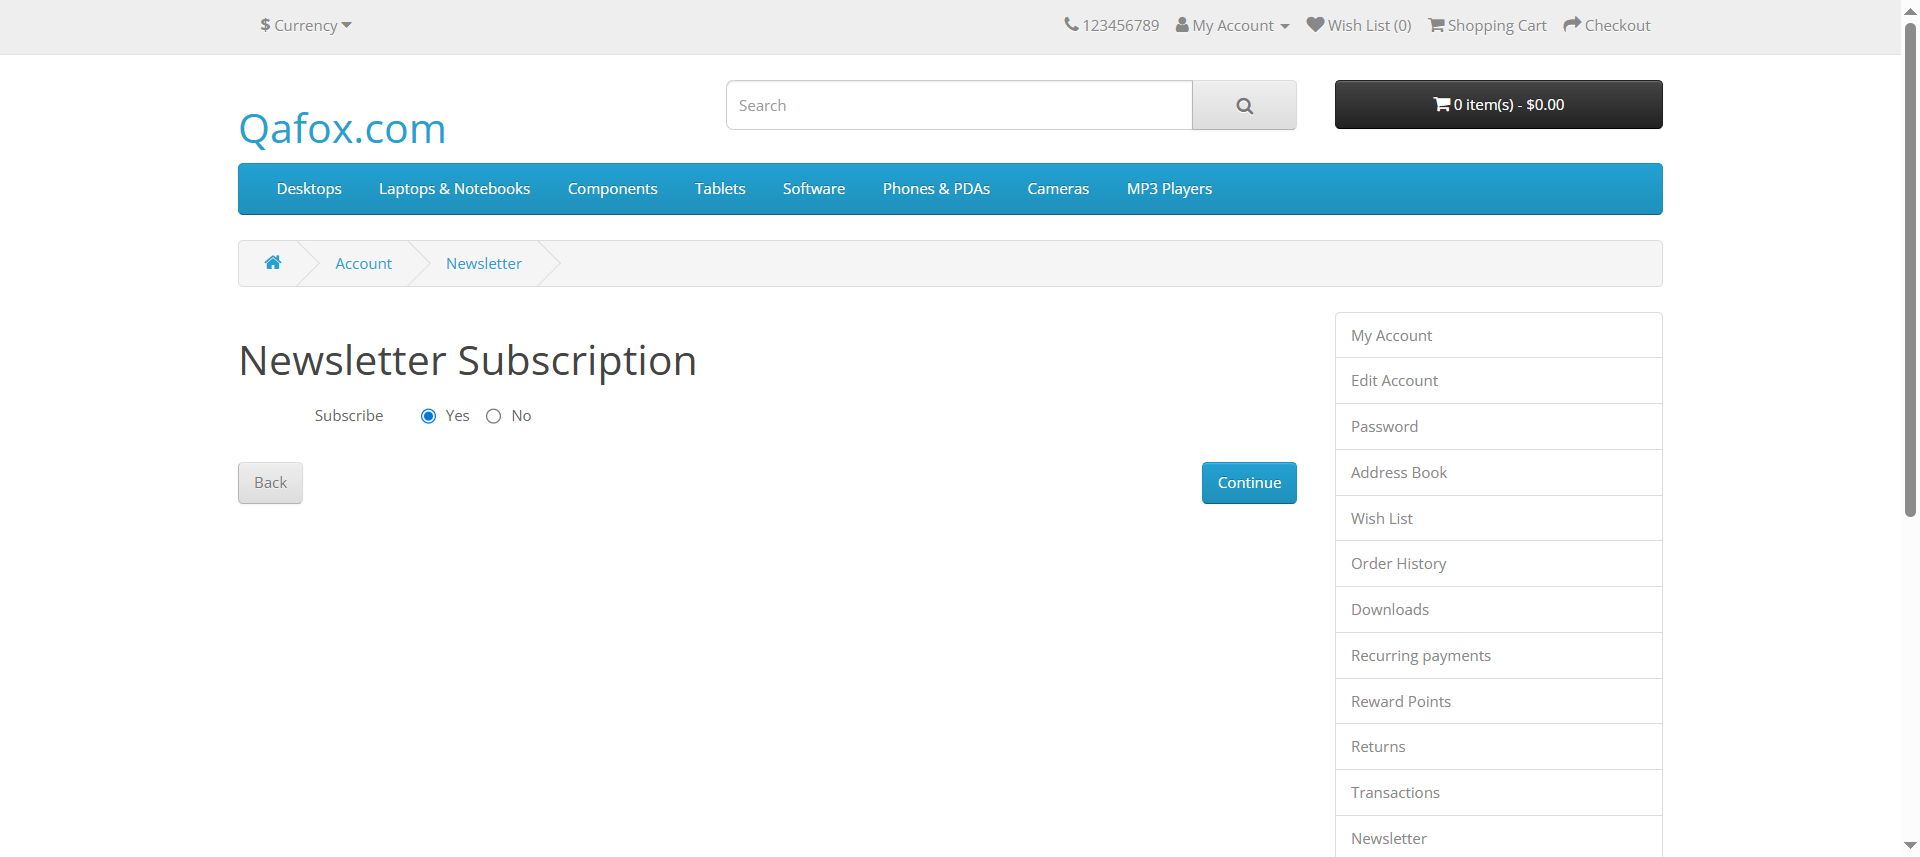 $ Currency
123456789 My Account Wish List (0) Shopping Cart Checkout
Search
0 item(s) - $0.00
Qafox.com
Desktops Laptops & Notebooks Components Tablets Software Phones & PDAs Cameras MP3 Players
Account Newsletter
Newsletter Subscription
Subscribe Yes No
Back Continue
My Account
Edit Account
Password
Address Book
Wish List
Order History
Downloads
Recurring payments
Reward Points
Returns
Transactions
Newsletter